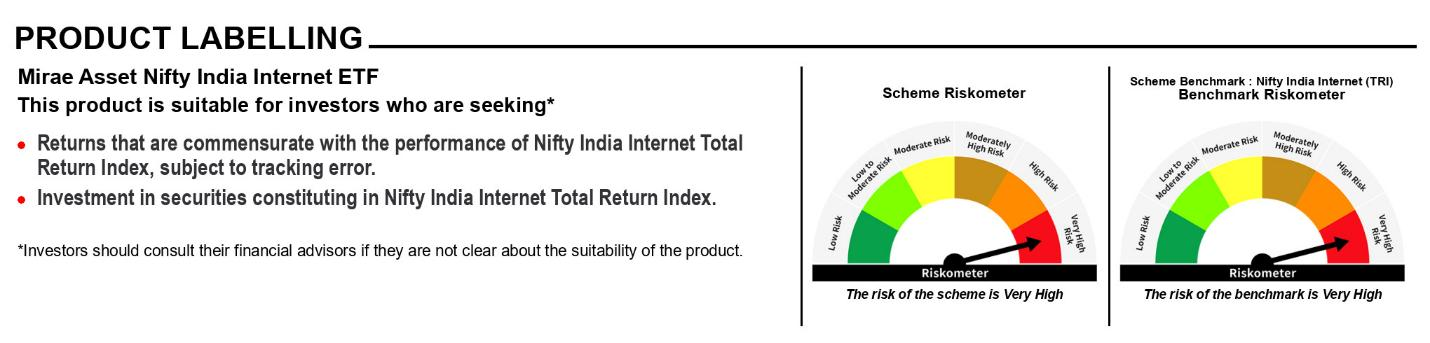 PRODUCT LABELLING
Mirae Asset Nifty India Internet ETF
This product is suitable for investors who are seeking*
Returns that are commensurate with the performance of Nifty India Internet Total
Return Index, subject to tracking error.
Investment in securities constituting in Nifty India Internet Total Return Index.
*Investors should consult their financial advisors if they are not clear about the suitability of the product.
Scheme Riskometer
Low Risk
Low to
Moderate Risk
Moderate Risk
Moderately
High Risk
High Risk
Very High
Risk
Riskometer
The risk of the scheme is Very High
Scheme Benchmark : Nifty India Internet (TRI)
Benchmark Riskometer
Low Risk
Low to
Moderate Risk
Moderate Risk
Moderately
High Risk
High Risk
Very High
Risk
Riskometer
The risk of the benchmark is Very High